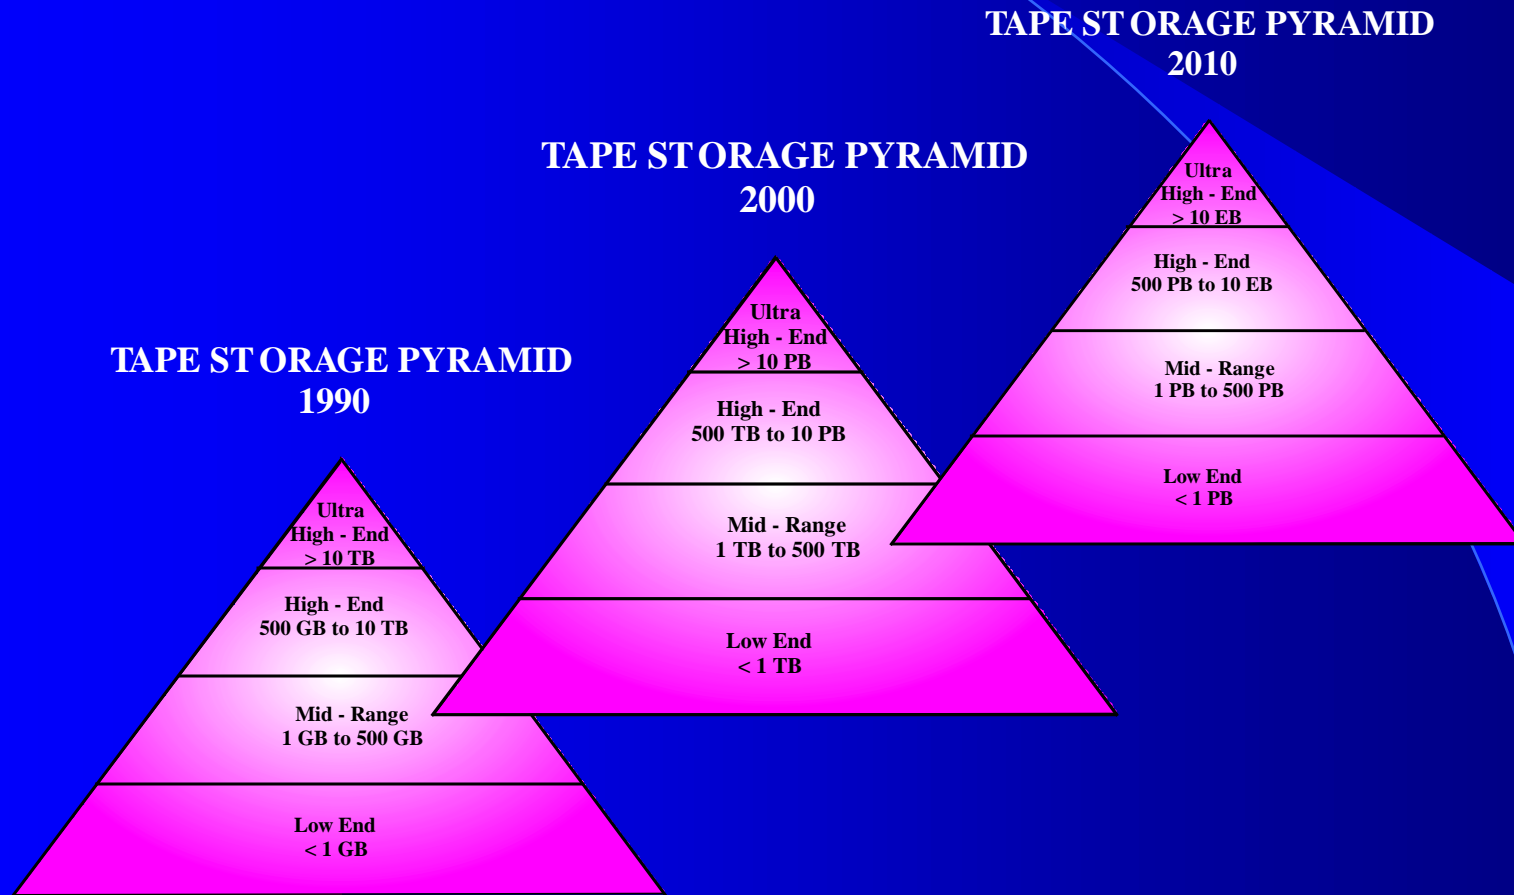 TAPE STORAGE PYRAMID
1990
Ultra
High - End
> 10 TB
High - End
500 GB to 10 TB
Mid - Range
1 GB to 500 GB
Low End
< 1 GB
TAPE STORAGE PYRAMID
2000
Ultra
High - End
> 10 PB
High - End
500 TB to 10 PB
Mid - Range
1 TB to 500 TB
Low End
< 1 TB
TAPE STORAGE PYRAMID
2010
Ultra
High - End
> 10 EB
High - End
500 PB to 10 EB
Mid - Range
1 PB to 500 PB
Low End
< 1 PB